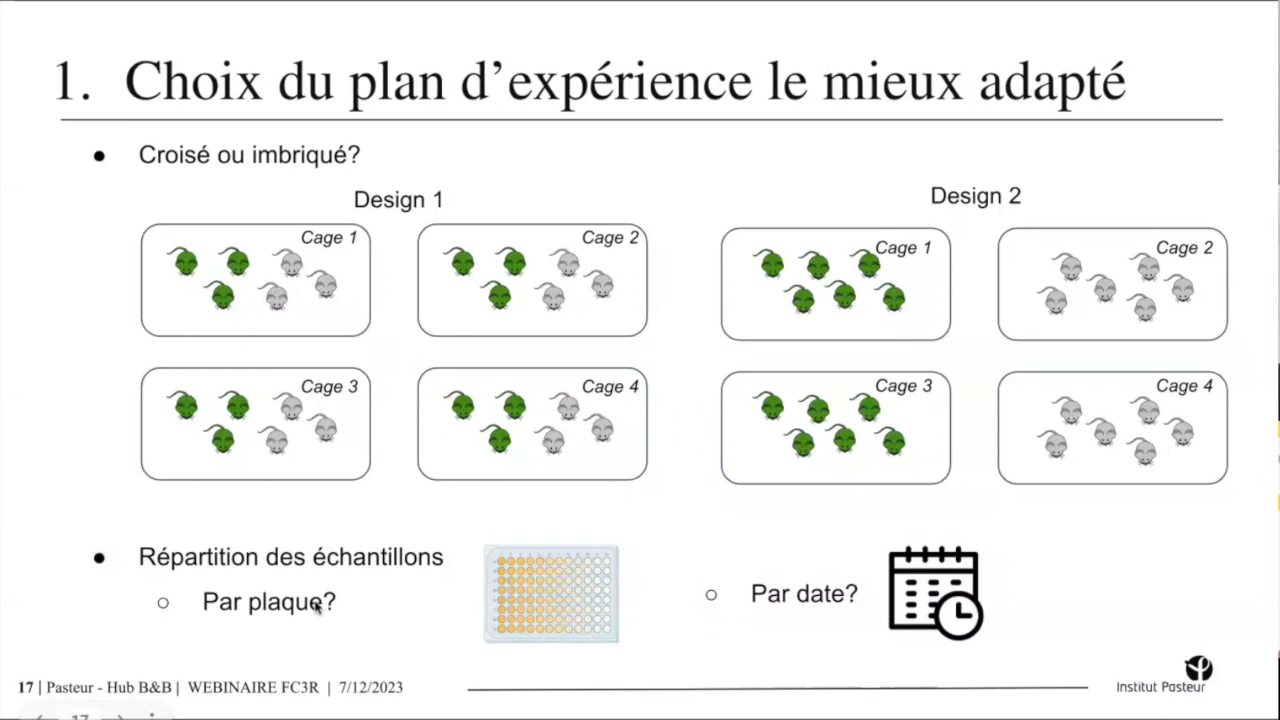 1. Choix du plan d’expérience le mieux adapté
● Croisé ou imbriqué?
Design 1
Cage 1
Cage 2
Cage 3
Cage 4
Design 2
Cage 1
Cage 2
Cage 3
Cage 4
● Répartition des échantillons
○ Par plaque?
○ Par date?
17 | Pasteur - Hub B&B | WEBINAIRE FC3R | 7/12/2023
Institut Pasteur
17